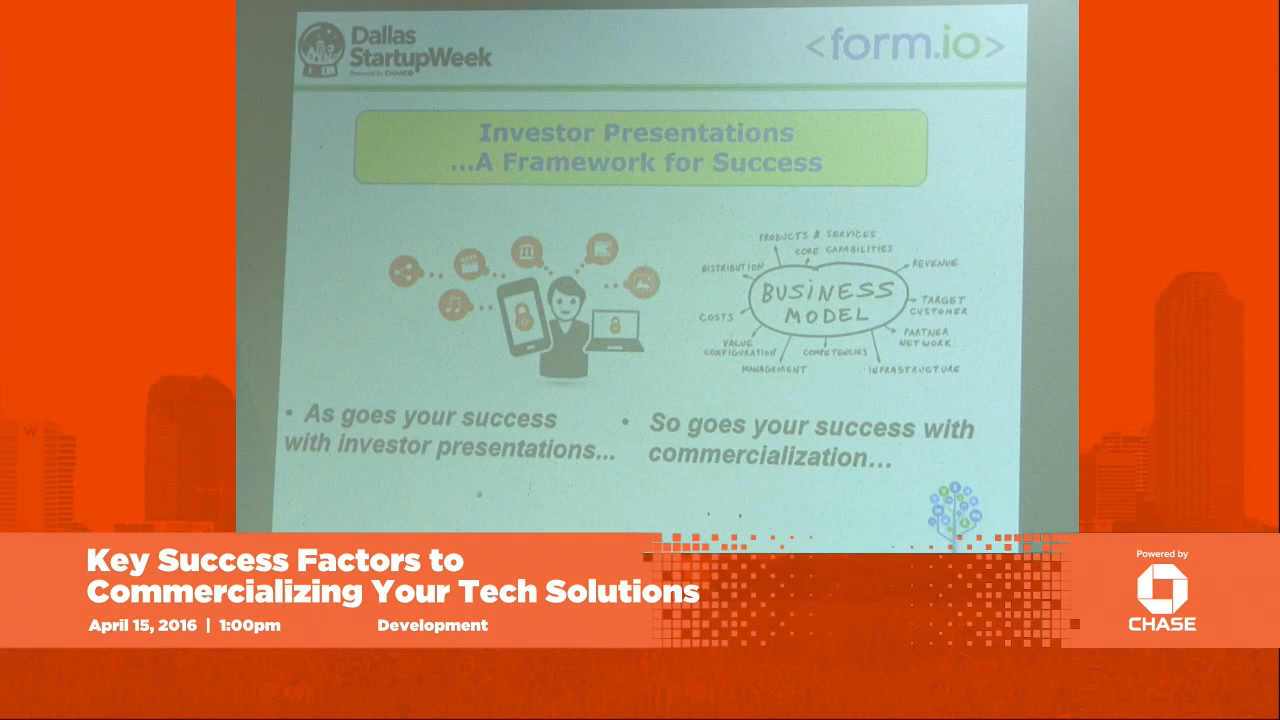 Dallas
StartupWeek
Powered by CHASE
<form.io>
Investor Presentations
...A Framework for Success
PRODUCTS & SERVICES
CORE CAPABILITIES
DISTRIBUTION
REVENUE
BUSINESS
MODEL
TARGET
CUSTOMER
COSTS
PARTNER
NETWORK
VALUE
CONFIGURATION
COMPETENCIES
MANAGEMENT
INFRASTRUCTURE
• As goes your success
with investor presentations...
• So goes your success with
commercialization...
Key Success Factors to
Commercializing Your Tech Solutions
April 15, 2016 | 1:00pm
Development
Powered by
CHASE